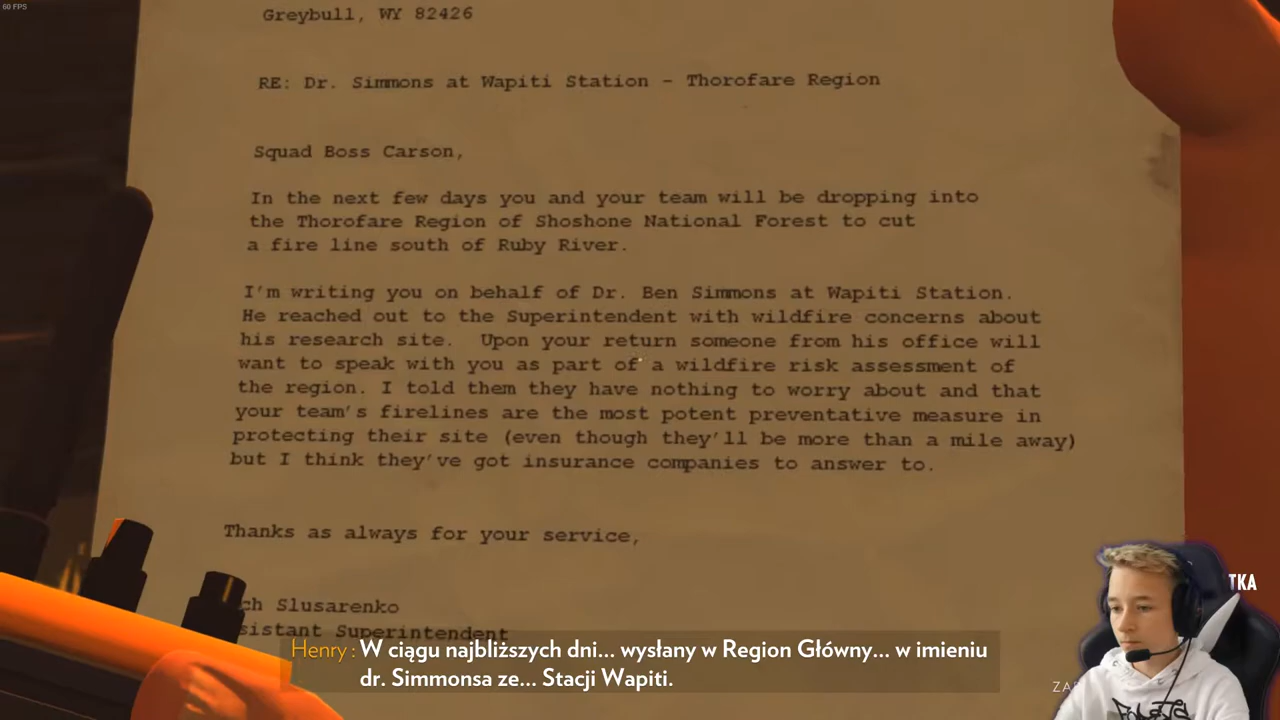 60 FPS
Greybull, WY 82426
RE: Dr. Simmons at Wapiti Station - Thorofare Region
Squad Boss Carson,
In the next few days you and your team will be dropping into
the Thorofare Region of Shoshone National Forest to cut
a fire line south of Ruby River.
I'm writing you on behalf of Dr. Ben Simmons at Wapiti Station.
He reached out to the Superintendent with wildfire concerns about
his research site. Upon your return someone from his office will
want to speak with you as part of a wildfire risk assessment of
the region. I told them they have nothing to worry about and that
your team's firelines are the most potent preventative measure in
protecting their site (even though they'll be more than a mile away)
but I think they've got insurance companies to answer to.
Thanks as always for your service,
ch Slusarenko
sistant Superintendent
Henry: W ciągu najbliższych dni... wysłany w Region Główny... w imieniu
dr. Simmonsa ze... Stacji Wapiti.
TKA